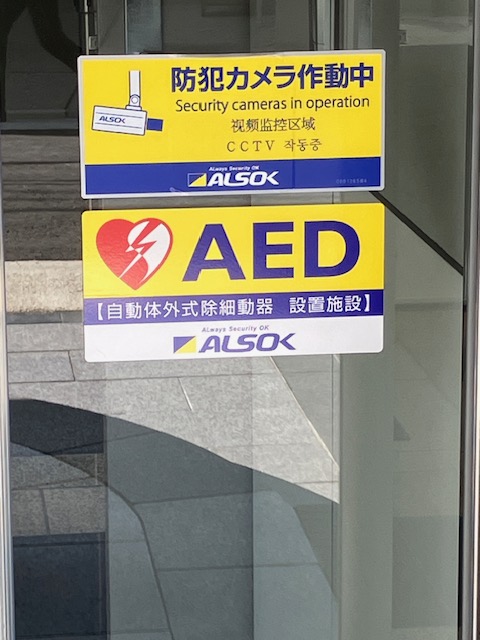 防犯カメラ作動中
Security cameras in operation
视频监控区域
CCTV 작동중
ALSOK
ALways Security OK
ALSOK
AED
【自動体外式除細動器 設置施設】
ALways Security OK
ALSOK